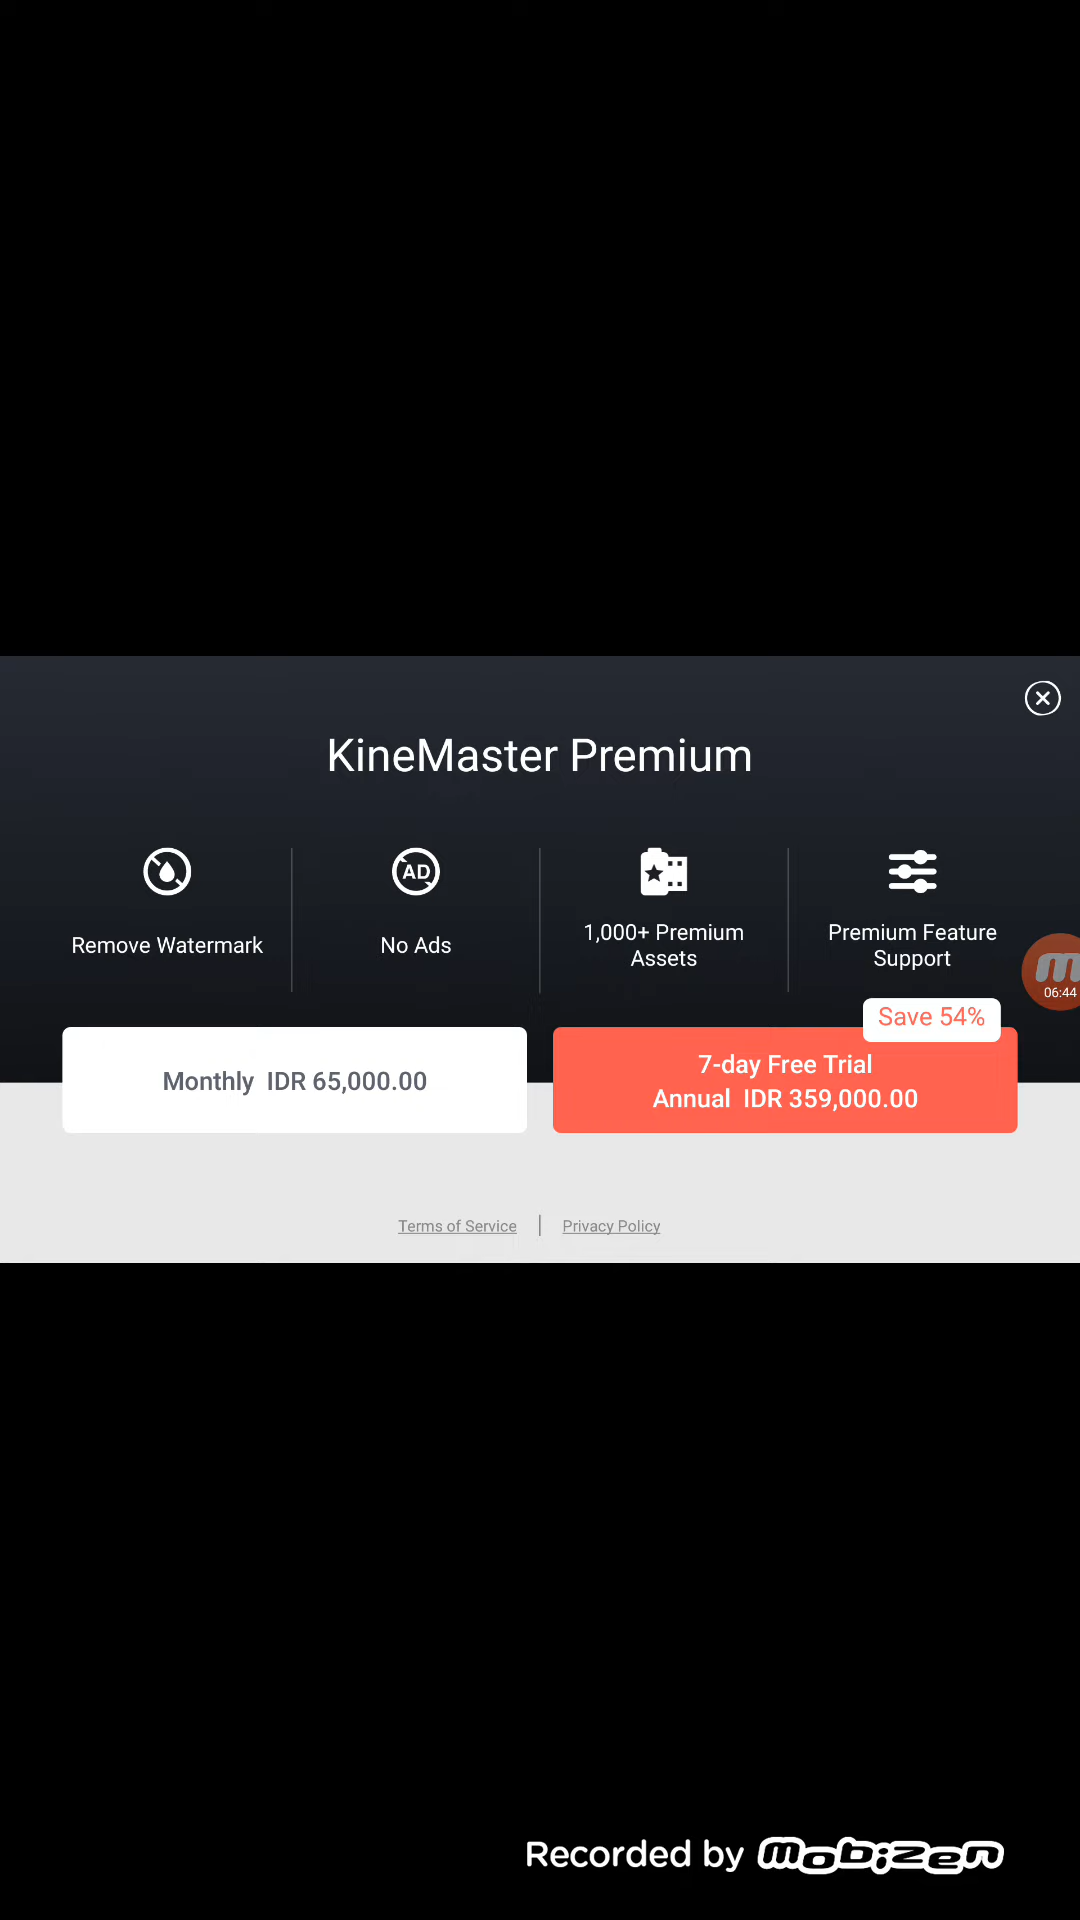 KineMaster Premium
AD
Remove Watermark
No Ads
1,000+ Premium
Assets
Premium Feature
Support
06:44
Save 54%
Monthly IDR 65,000.00
7-day Free Trial
Annual IDR 359,000.00
Terms of Service | Privacy Policy
Recorded by mobizen